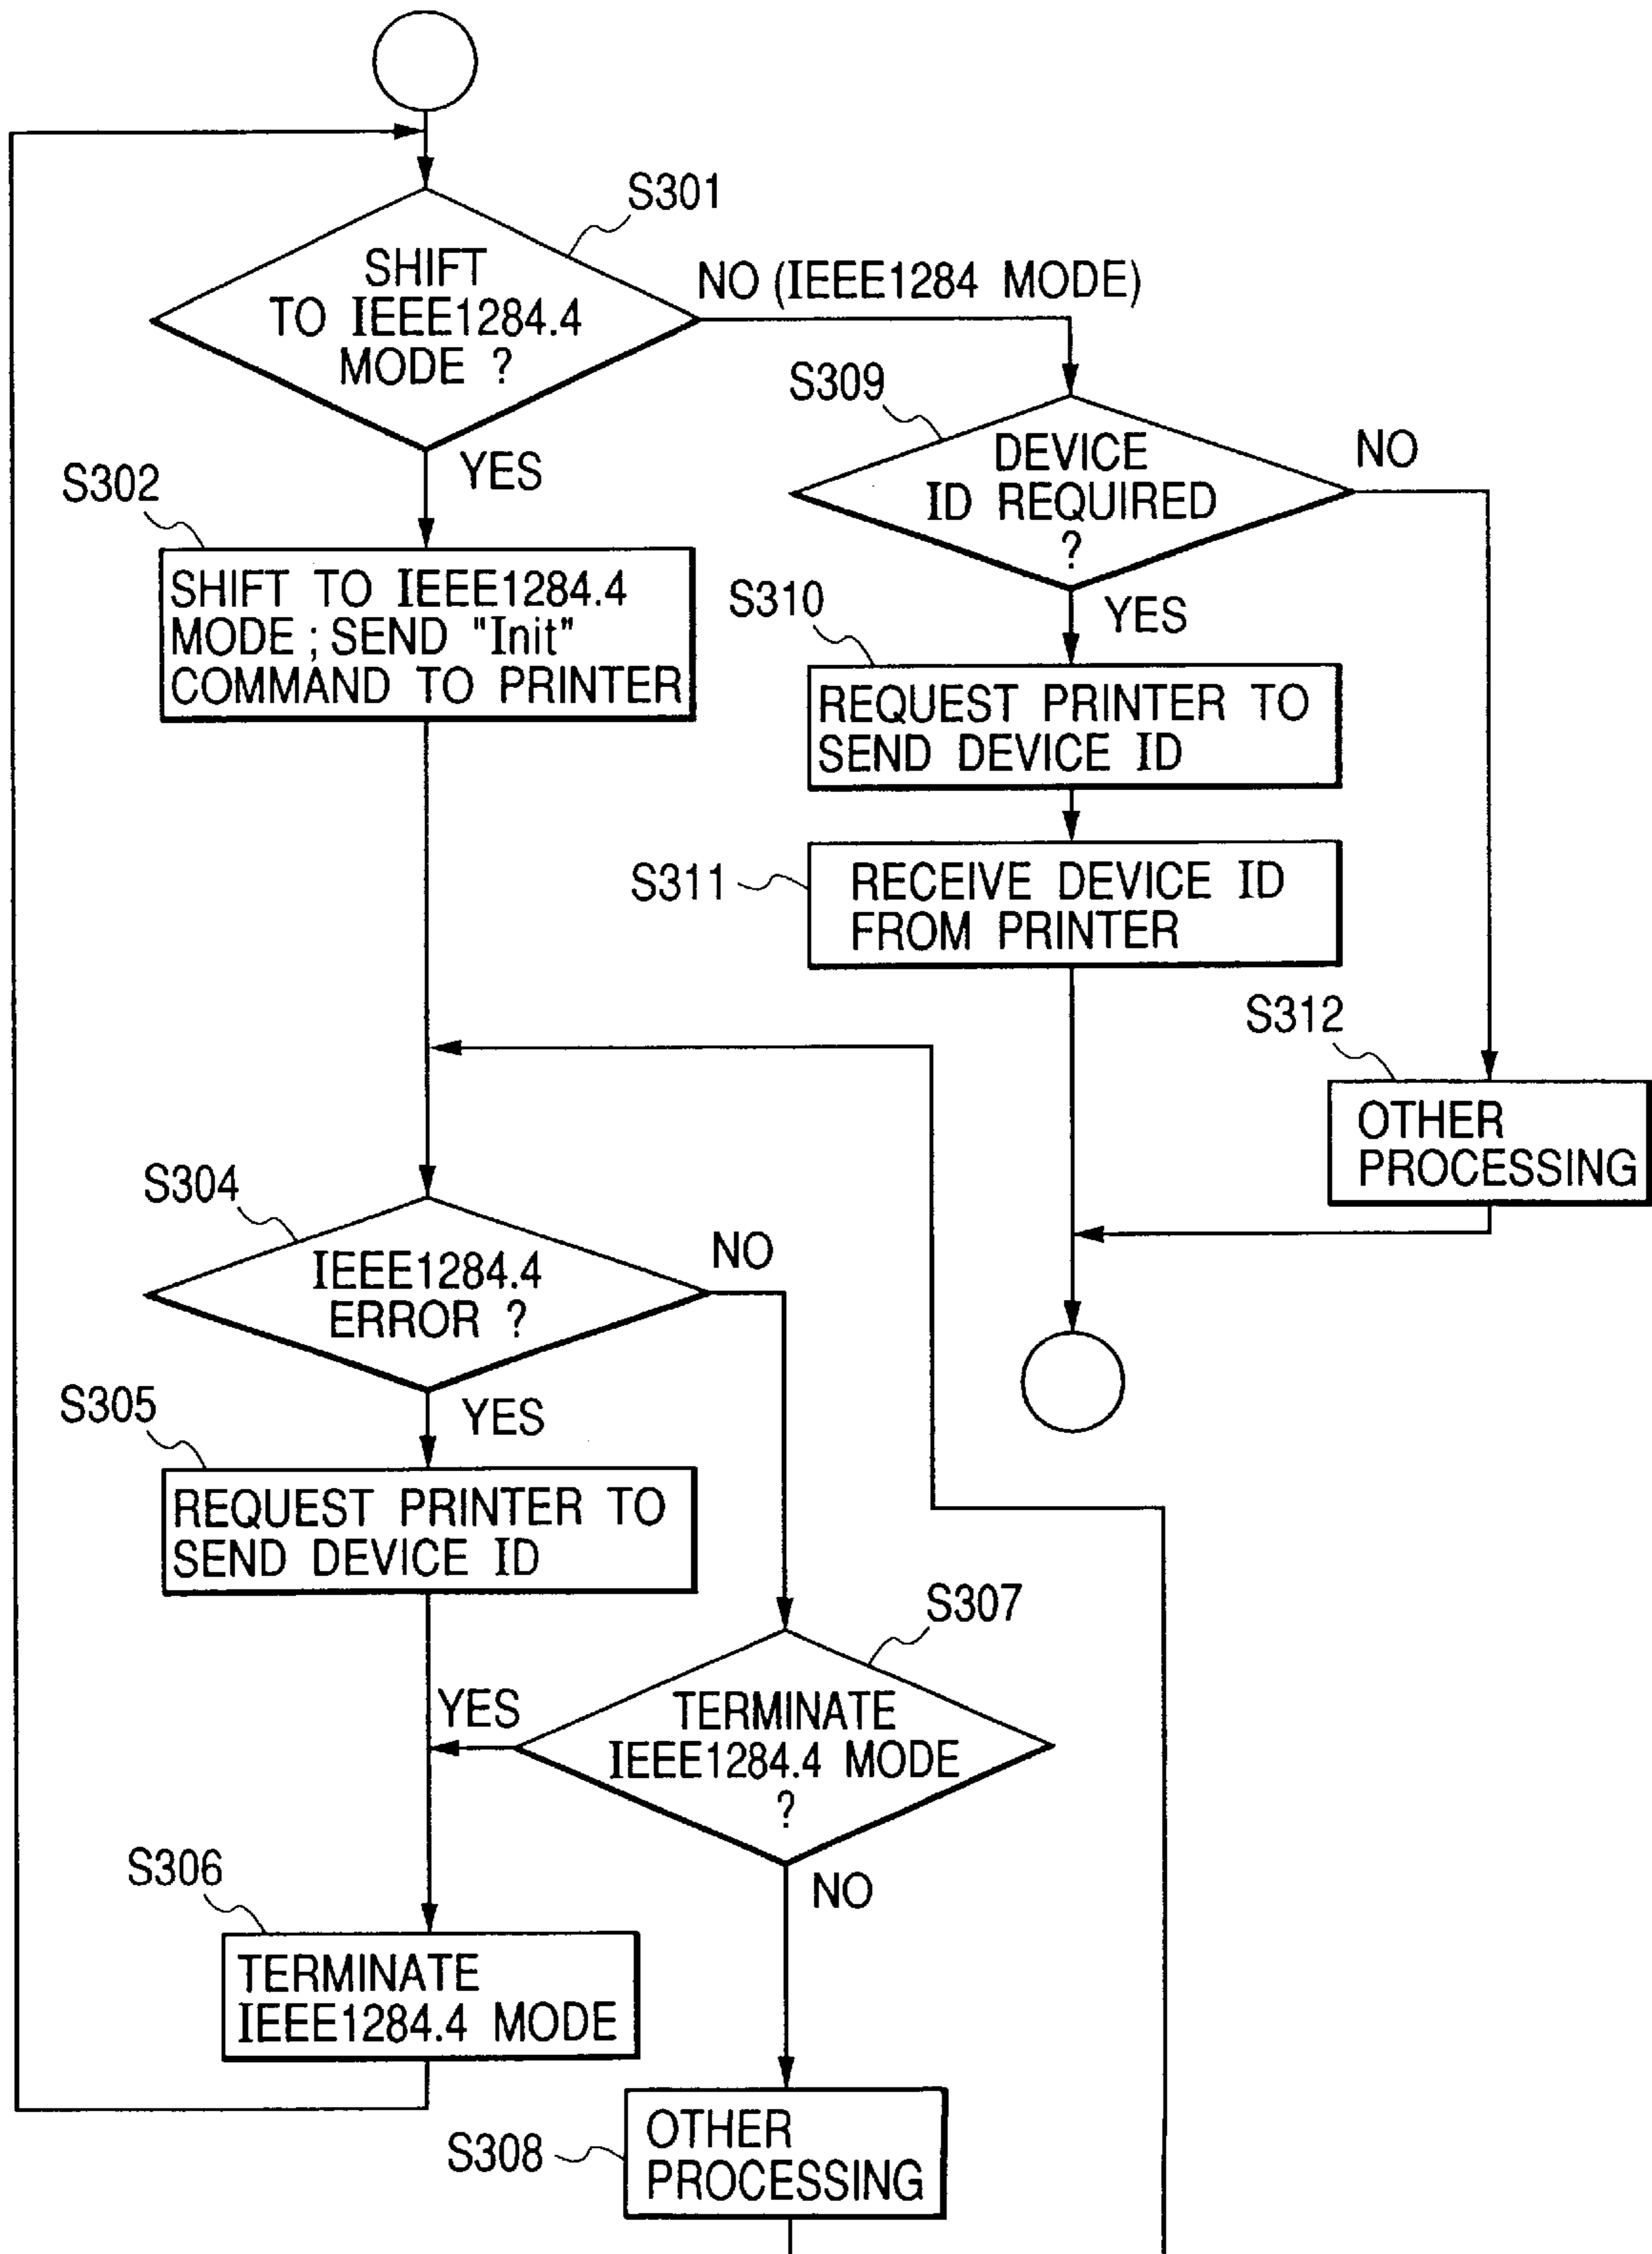 S301
SHIFT
TO IEEE1284.4
MODE ?
NO (IEEE1284 MODE)
YES
S302
SHIFT TO IEEE1284.4
MODE ; SEND "Init"
COMMAND TO PRINTER
S309
DEVICE
ID REQUIRED
?
NO
YES
S310
REQUEST PRINTER TO
SEND DEVICE ID
S311
RECEIVE DEVICE ID
FROM PRINTER
S312
OTHER
PROCESSING
S304
IEEE1284.4
ERROR ?
NO
YES
S305
REQUEST PRINTER TO
SEND DEVICE ID
S307
TERMINATE
IEEE1284.4 MODE
?
YES
NO
S306
TERMINATE
IEEE1284.4 MODE
S308
OTHER
PROCESSING